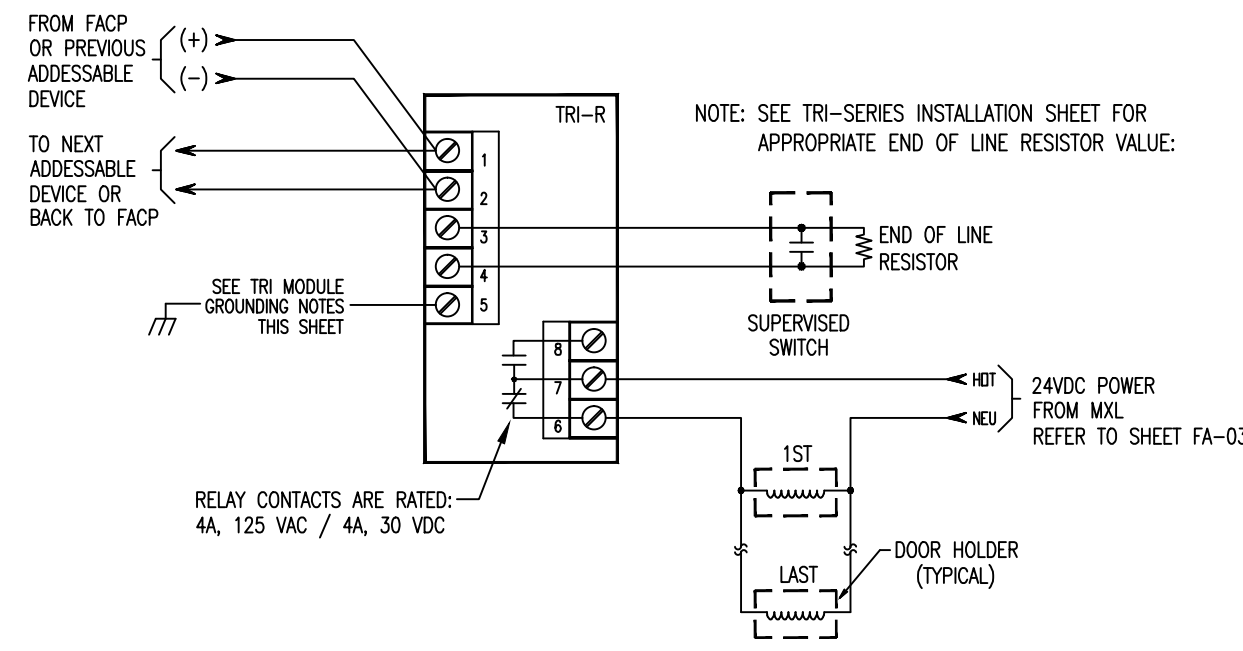 FROM FACP
OR PREVIOUS
ADDESSABLE
DEVICE
(+)
(-)
TO NEXT
ADDESSABLE
DEVICE OR
BACK TO FACP
TRI-R
1
2
3
4
5
8
7
6
NOTE: SEE TRI-SERIES INSTALLATION SHEET FOR
APPROPRIATE END OF LINE RESISTOR VALUE:
END OF LINE
RESISTOR
SUPERVISED
SWITCH
SEE TRI MODULE
GROUNDING NOTES
THIS SHEET
HOT
NEU
24VDC POWER
FROM MXL
REFER TO SHEET FA-03
RELAY CONTACTS ARE RATED:
4A, 125 VAC / 4A, 30 VDC
1ST
LAST
DOOR HOLDER
(TYPICAL)